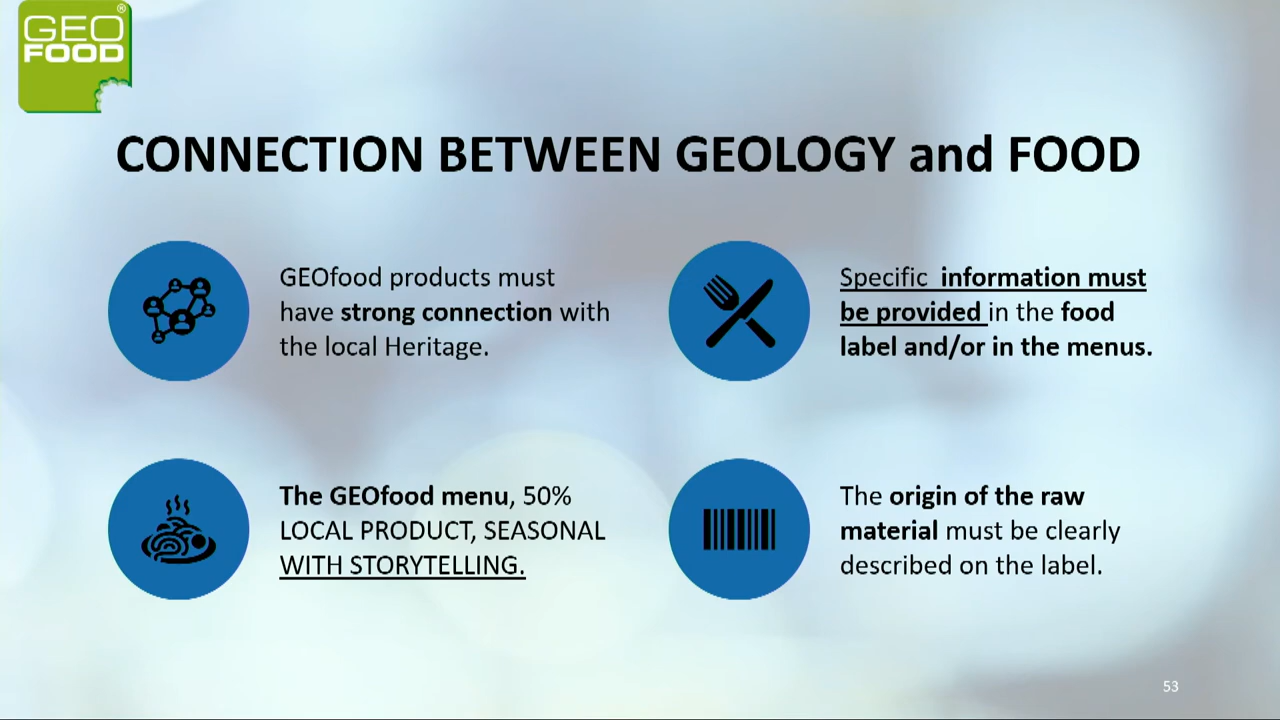 GEO®
FOOD
CONNECTION BETWEEN GEOLOGY and FOOD
GEOfood products must
have strong connection with
the local Heritage.
Specific information must
be provided in the food
label and/or in the menus.
The GEOfood menu, 50%
LOCAL PRODUCT, SEASONAL
WITH STORYTELLING.
The origin of the raw
material must be clearly
described on the label.
53